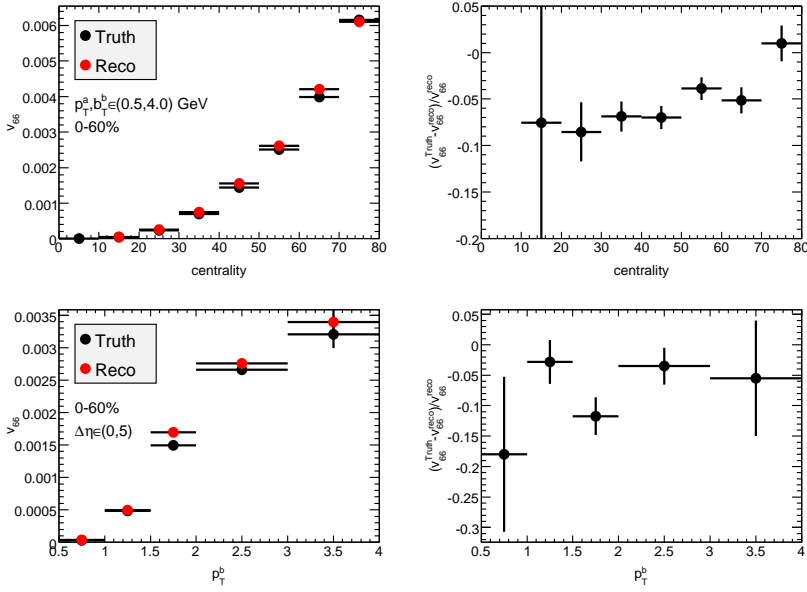 0.006
0.005
0.004
0.003
0.002
0.001
0
v66
Truth
Reco
p_T^a,b_T^b∈(0.5,4.0) GeV
0-60%
0 10 20 30 40 50 60 70 80
centrality
0.05
-0
-0.05
-0.1
-0.15
-0.2
(v_66^Truth-v_66^reco)/v_66^reco
0 10 20 30 40 50 60 70 80
centrality
0.0035
0.003
0.0025
0.002
0.0015
0.001
0.0005
0
v66
Truth
Reco
0-60%
Δη∈(0,5)
0.5 1 1.5 2 2.5 3 3.5 4
p_T^b
0.05
-0
-0.05
-0.1
-0.15
-0.2
-0.25
-0.3
(v_66^Truth-v_66^reco)/v_66^reco
0.5 1 1.5 2 2.5 3 3.5 4
p_T^b